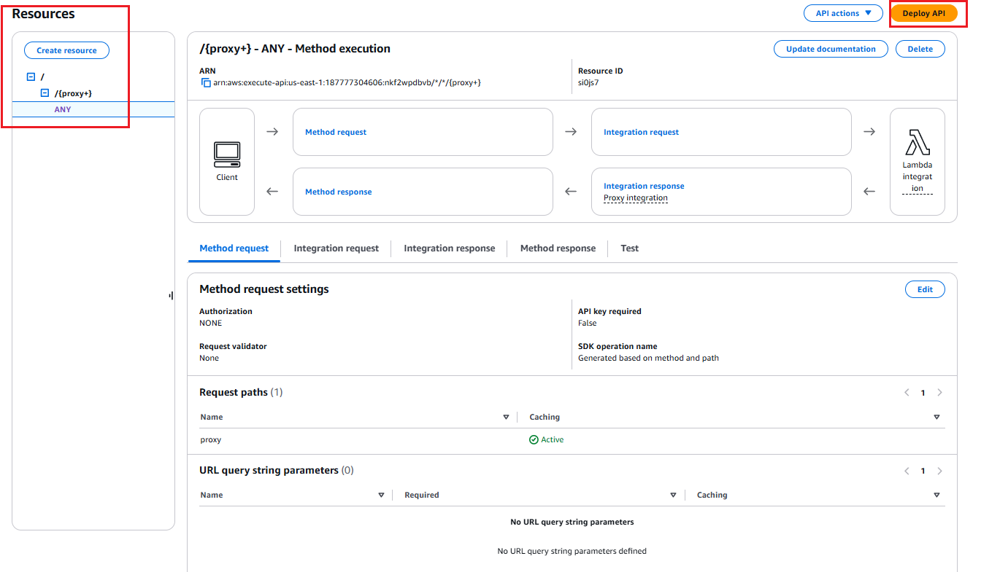 Resources
API actions
Deploy API
Create resource
/
/{proxy+}
ANY
/{proxy+} - ANY - Method execution
Update documentation
Delete
ARN
arn:aws:execute-api:us-east-1:187777304606:nkf2wpdbvb/*/*/{proxy+}
Resource ID
si0js7
Client
Method request
Integration request
Method response
Integration response
Proxy integration
Lambda
integrat
ion
Method request
Integration request
Integration response
Method response
Test
Method request settings
Edit
Authorization
NONE
API key required
False
Request validator
None
SDK operation name
Generated based on method and path
Request paths (1)
1
Name
Caching
proxy
Active
URL query string parameters (0)
1
Name
Required
Caching
No URL query string parameters
No URL query string parameters defined